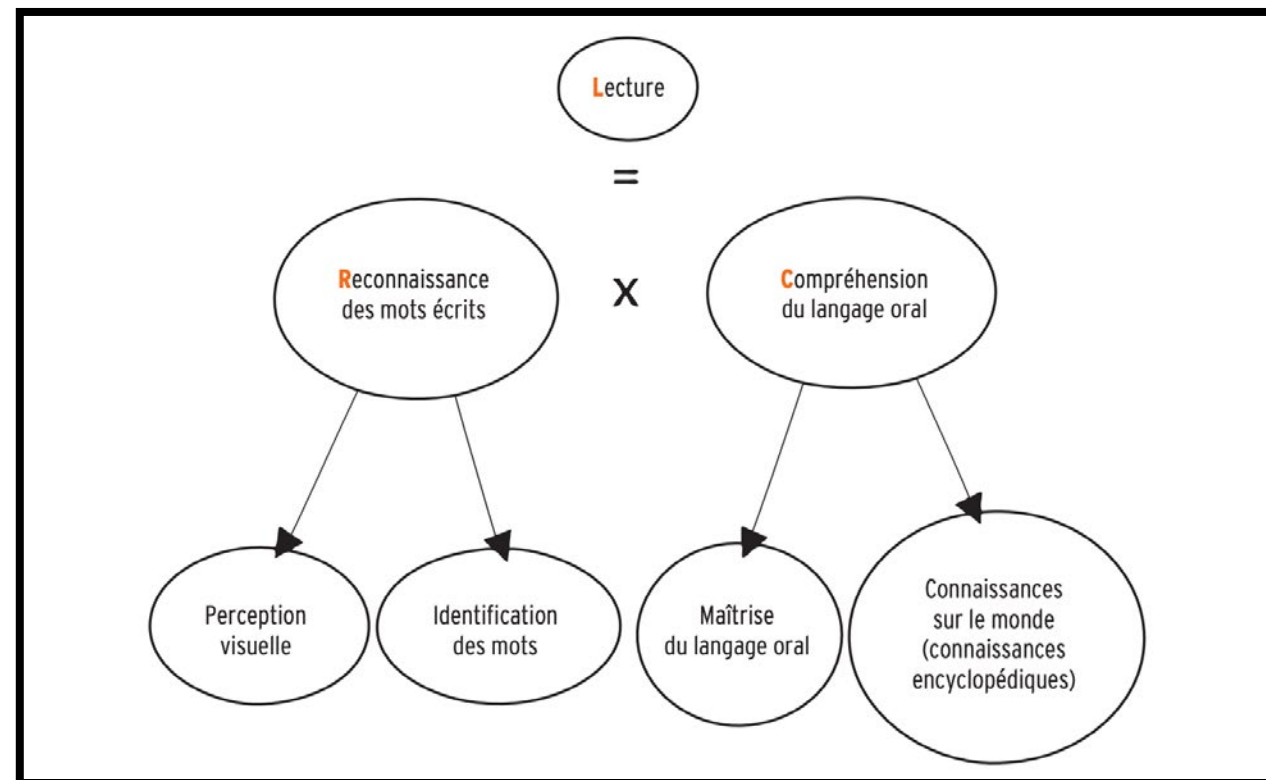 Lecture
=
Reconnaissance
des mots écrits
X
Compréhension
du langage oral
Perception
visuelle
Identification
des mots
Maîtrise
du langage oral
Connaissances
sur le monde
(connaissances
encyclopédiques)